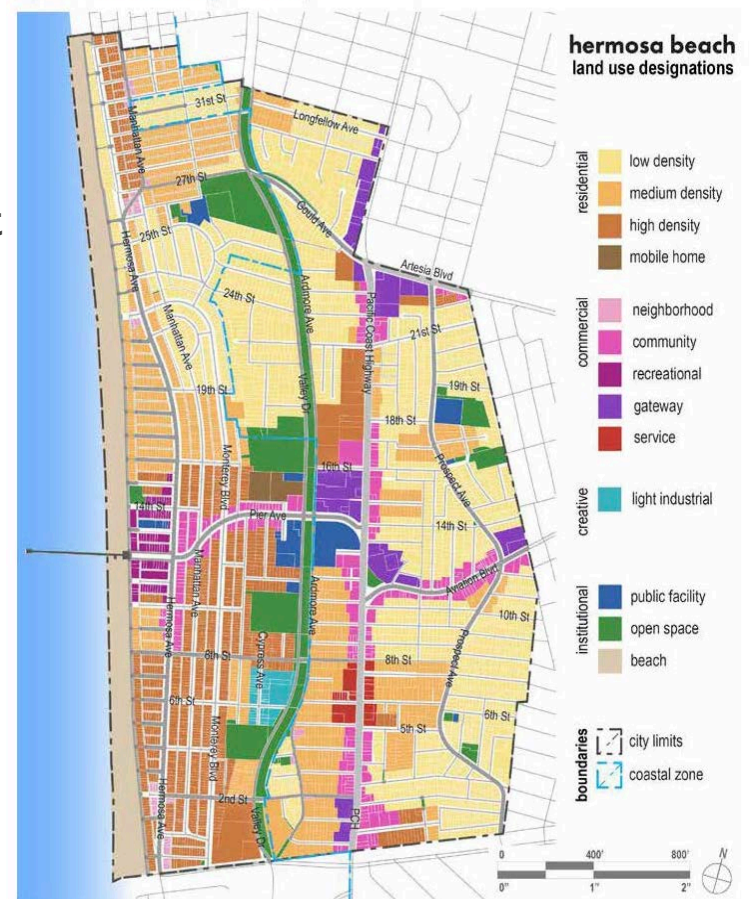 hermosa beach
land use designations
31st St
Longfellow Ave
Manhattan Ave
27th St
Gould Ave
25th St
Hermosa Ave
Artesia Blvd
24th St
Ardmore Ave
Pacific Coast Highway
Manhattan Ave
21st St
Valley Dr
19th St
19th St
18th St
Monterey Blvd
16th St
Prospect Ave
14th St
Pier Ave
14th St
Manhattan Ave
Aviation Blvd
Ardmore Ave
Hermosa Ave
10th St
Cypress Ave
Prospect Ave
8th St
8th St
6th St
6th St
5th St
Monterey Blvd
2nd St
Hermosa Ave
Valley Dr
PCH
residential
low density
medium density
high density
mobile home
commercial
neighborhood
community
recreational
gateway
service
creative
light industrial
institutional
public facility
open space
beach
boundaries
city limits
coastal zone
0 400' 800'
0" 1" 2"
N